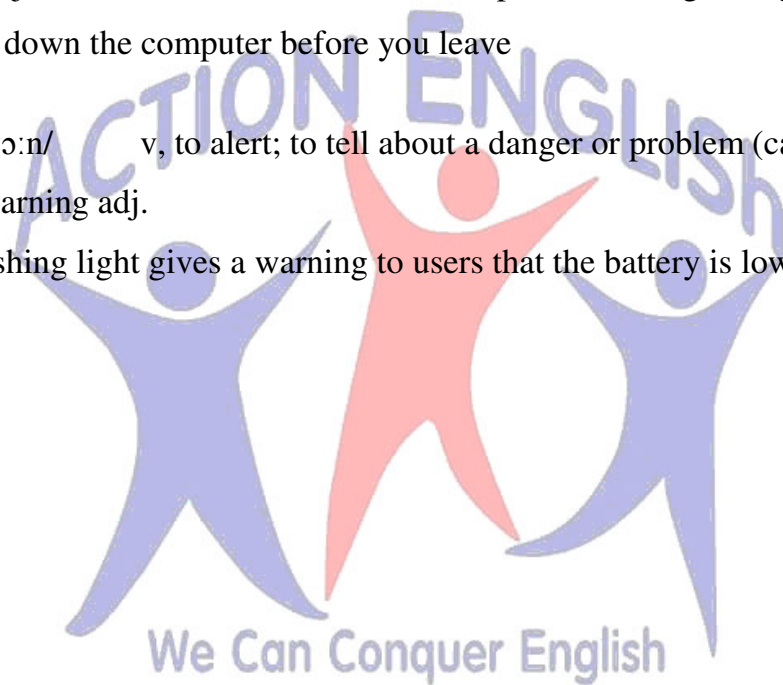 down the computer before you leave
ACTION ENGLISH
ɔːn/ v, to alert; to tell about a danger or problem (ca
arning adj.
shing light gives a warning to users that the battery is low
We Can Conquer English